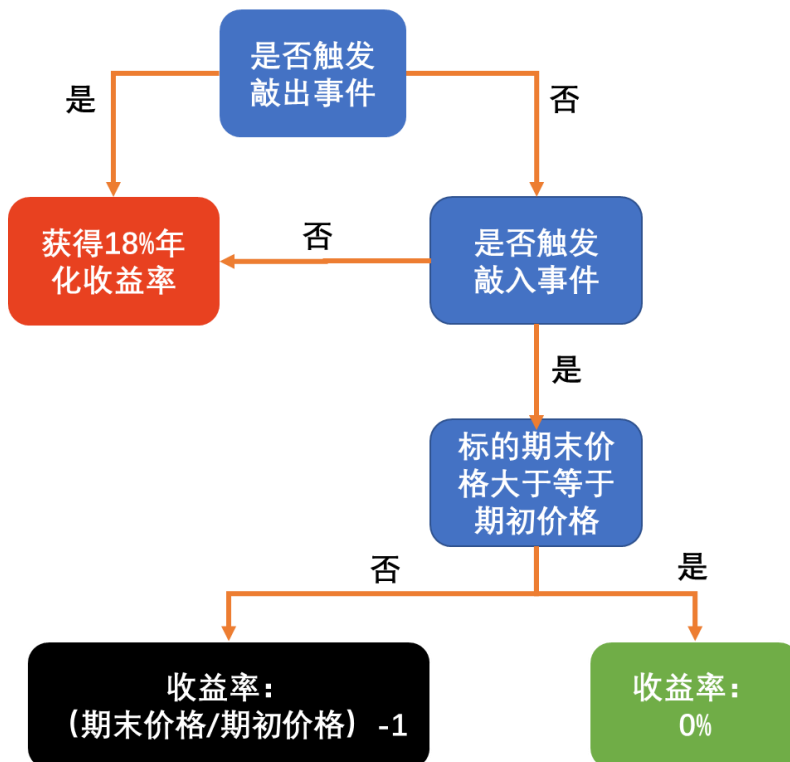 是否触发
敲出事件
是
否
获得18%年
化收益率
否
是否触发
敲入事件
是
标的期末价
格大于等于
期初价格
否
是
收益率：
（期末价格/期初价格）-1
收益率：
0%